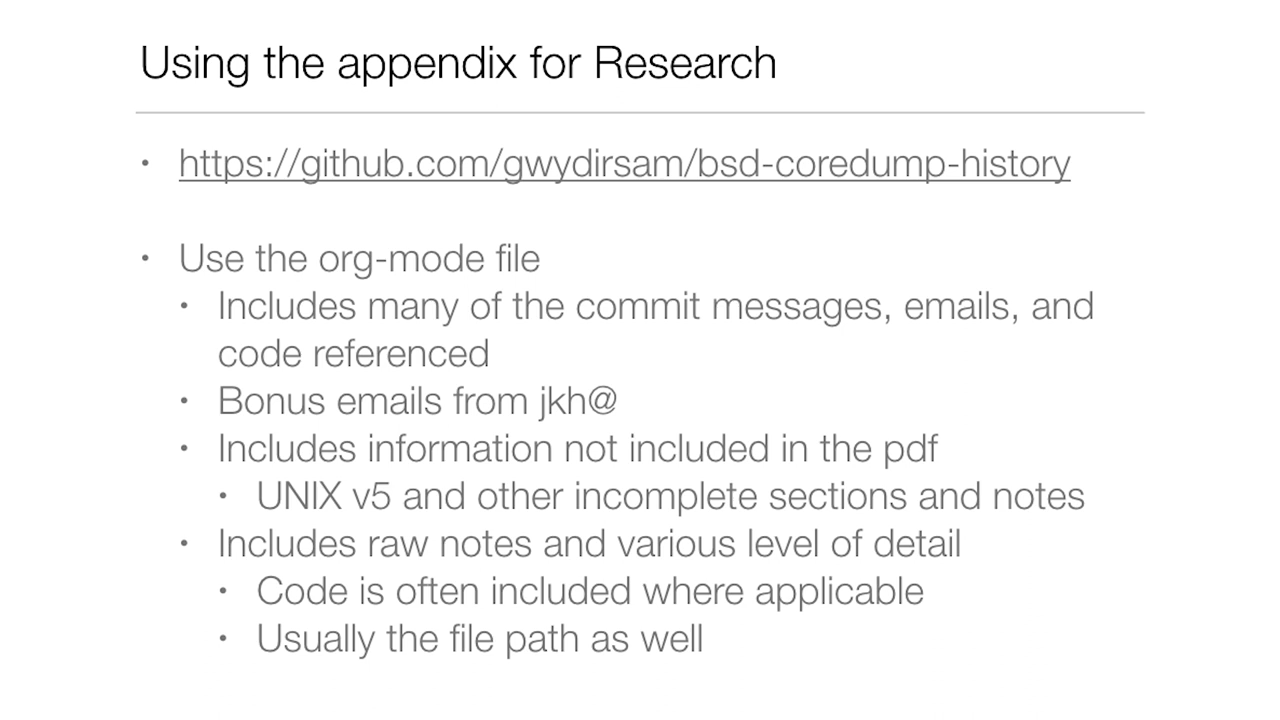 Using the appendix for Research
• https://github.com/gwydirsam/bsd-coredump-history
• Use the org-mode file
• Includes many of the commit messages, emails, and
code referenced
• Bonus emails from jkh@
• Includes information not included in the pdf
• UNIX v5 and other incomplete sections and notes
• Includes raw notes and various level of detail
• Code is often included where applicable
• Usually the file path as well